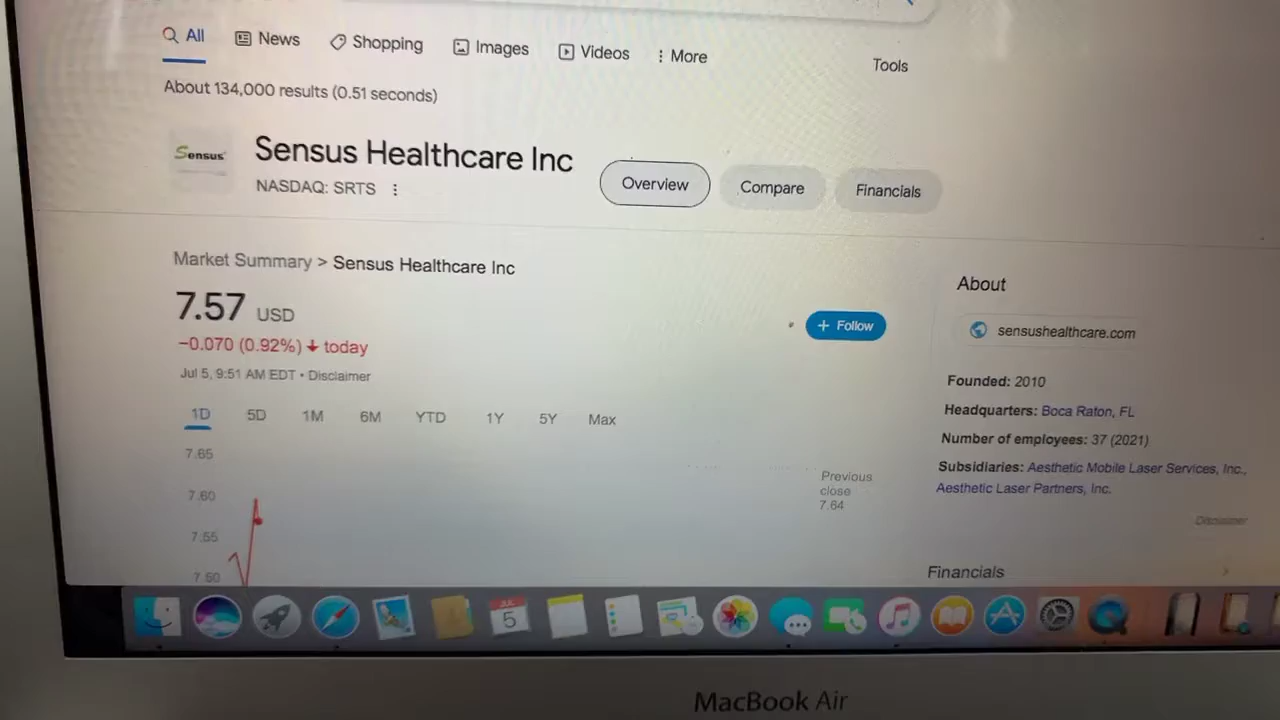 All News Shopping Images Videos More Tools
About 134,000 results (0.51 seconds)
Sensus
Sensus Healthcare Inc
NASDAQ: SRTS
Overview Compare Financials
Market Summary > Sensus Healthcare Inc
7.57 USD
+ Follow
−0.070 (0.92%) ↓ today
Jul 5, 9:51 AM EDT • Disclaimer
1D 5D 1M 6M YTD 1Y 5Y Max
7.65
7.60
7.55
7.50
Previous
close
7.64
About
sensushealthcare.com
Founded: 2010
Headquarters: Boca Raton, FL
Number of employees: 37 (2021)
Subsidiaries: Aesthetic Mobile Laser Services, Inc.,
Aesthetic Laser Partners, Inc.
Disclaimer
Financials
JUL
5
MacBook Air